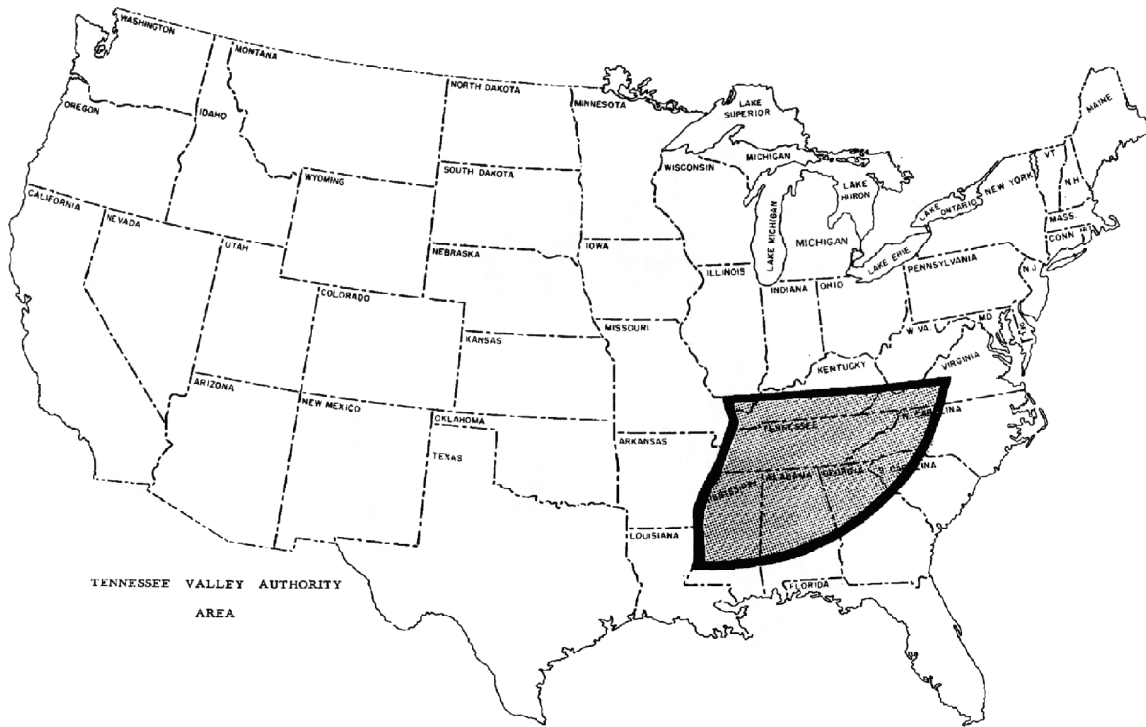 WASHINGTON
MONTANA
NORTH DAKOTA
MINNESOTA
LAKE
SUPERIOR
MAINE
OREGON
IDAHO
WISCONSIN
MICHIGAN
VT.
N.H.
SOUTH DAKOTA
WYOMING
LAKE
HURON
LAKE
ONTARIO
NEW YORK
MASS.
CONN
CALIFORNIA
NEVADA
UTAH
NEBRASKA
IOWA
LAKE MICHIGAN
MICHIGAN
LAKE ERIE
PENNSYLVANIA
N.J.
ILLINOIS
INDIANA
OHIO
COLORADO
KANSAS
MISSOURI
W VA.
MD.
KENTUCKY
VIRGINIA
ARIZONA
NEW MEXICO
OKLAHOMA
TENNESSEE
N. CAROLINA
ARKANSAS
TEXAS
MISSISSIPPI
ALABAMA
GEORGIA
S. CAROLINA
LOUISIANA
FLORIDA
TENNESSEE VALLEY AUTHORITY
AREA